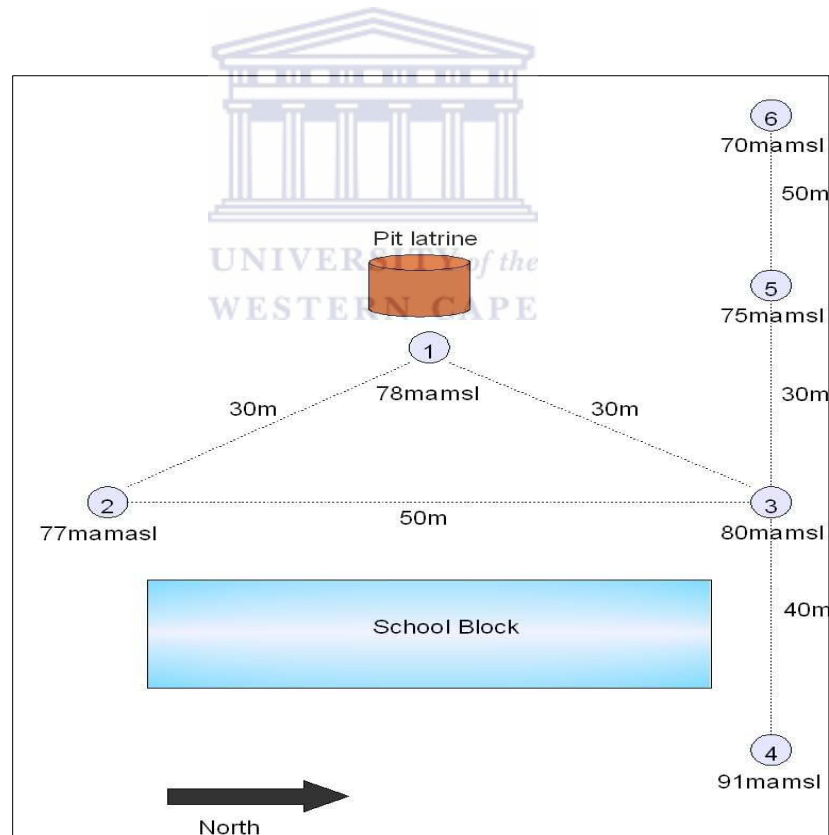 6
70mamsl
50m
Pit latrine
UNIVERSITY of the
WESTERN CAPE
5
75mamsl
1
78mamsl
30m
30m
30m
2
3
77mamasl
50m
80mamsl
40m
School Block
4
91mamsl
North